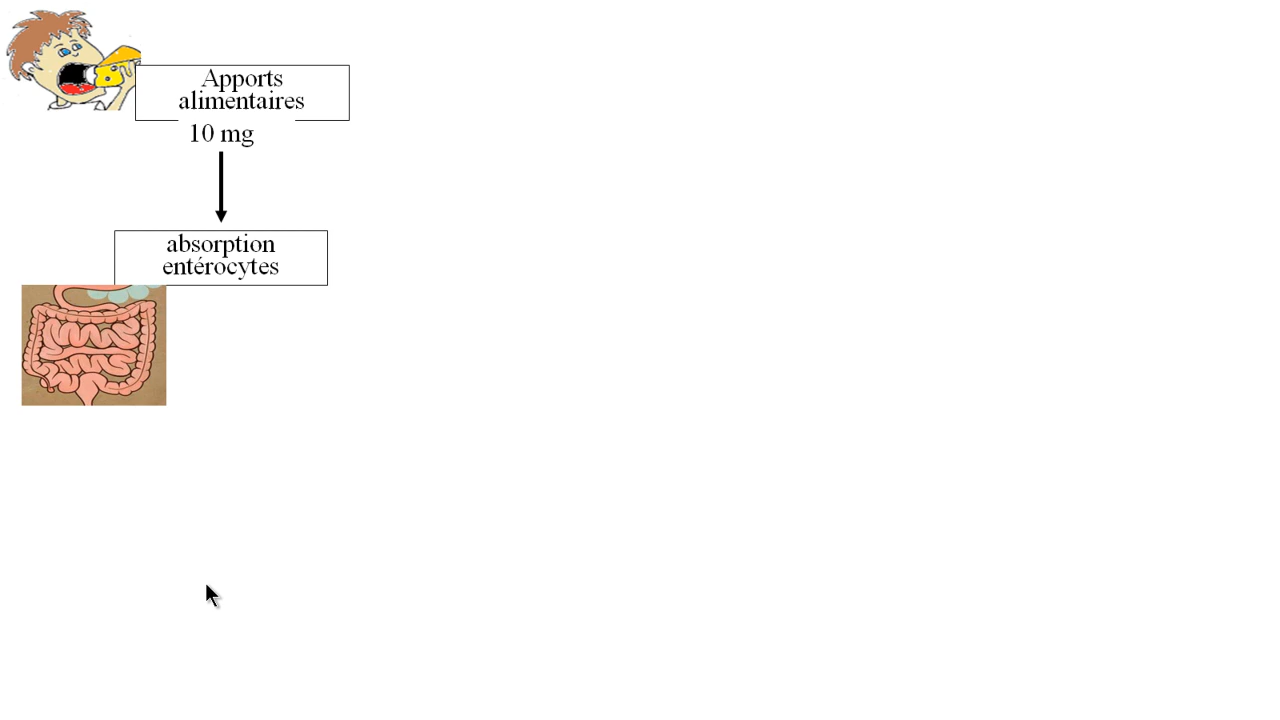 Apports
alimentaires
10 mg
absorption
entérocytes